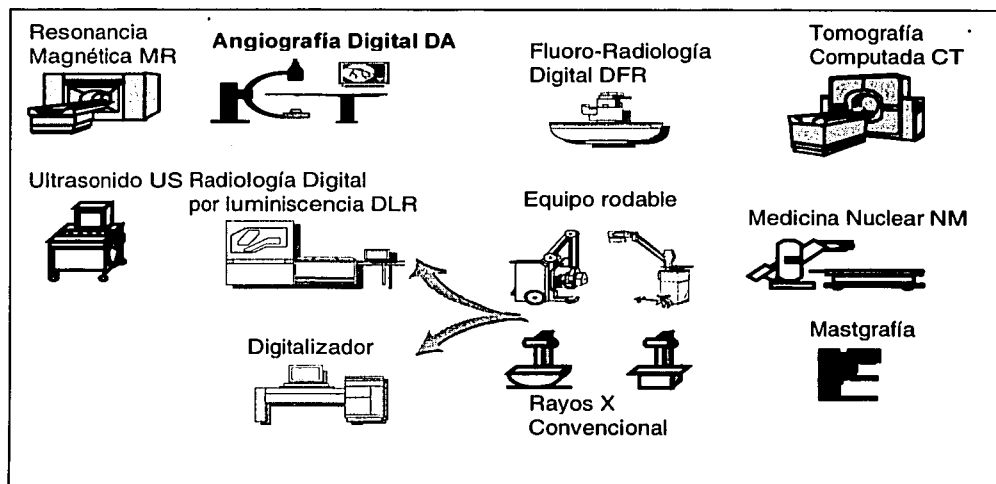 Resonancia
Magnética MR
Angiografía Digital DA
Fluoro-Radiología
Digital DFR
Tomografía
Computada CT
Ultrasonido US
Radiología Digital
por luminiscencia DLR
Equipo rodable
Medicina Nuclear NM
Digitalizador
Mastgrafía
Rayos X
Convencional